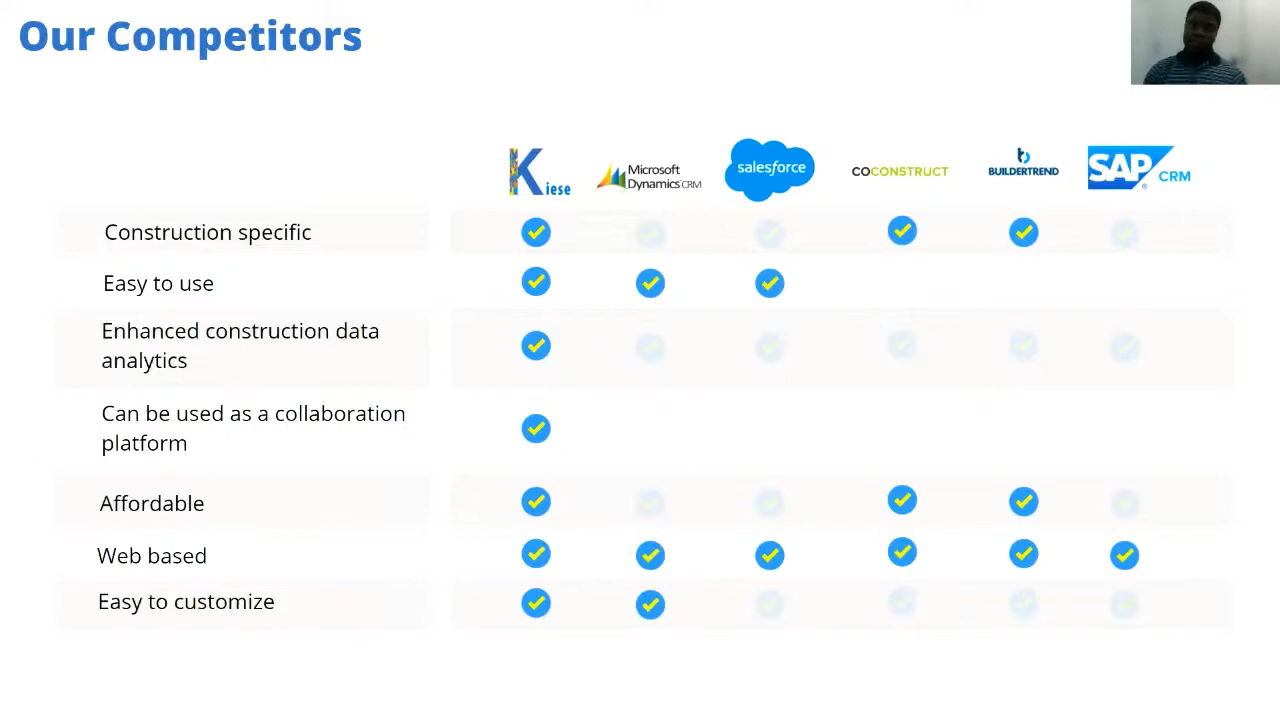 Our Competitors
Kiese
Microsoft
Dynamics CRM
salesforce
COCONSTRUCT
BUILDERTREND
SAP CRM
Construction specific
Easy to use
Enhanced construction data
analytics
Can be used as a collaboration
platform
Affordable
Web based
Easy to customize